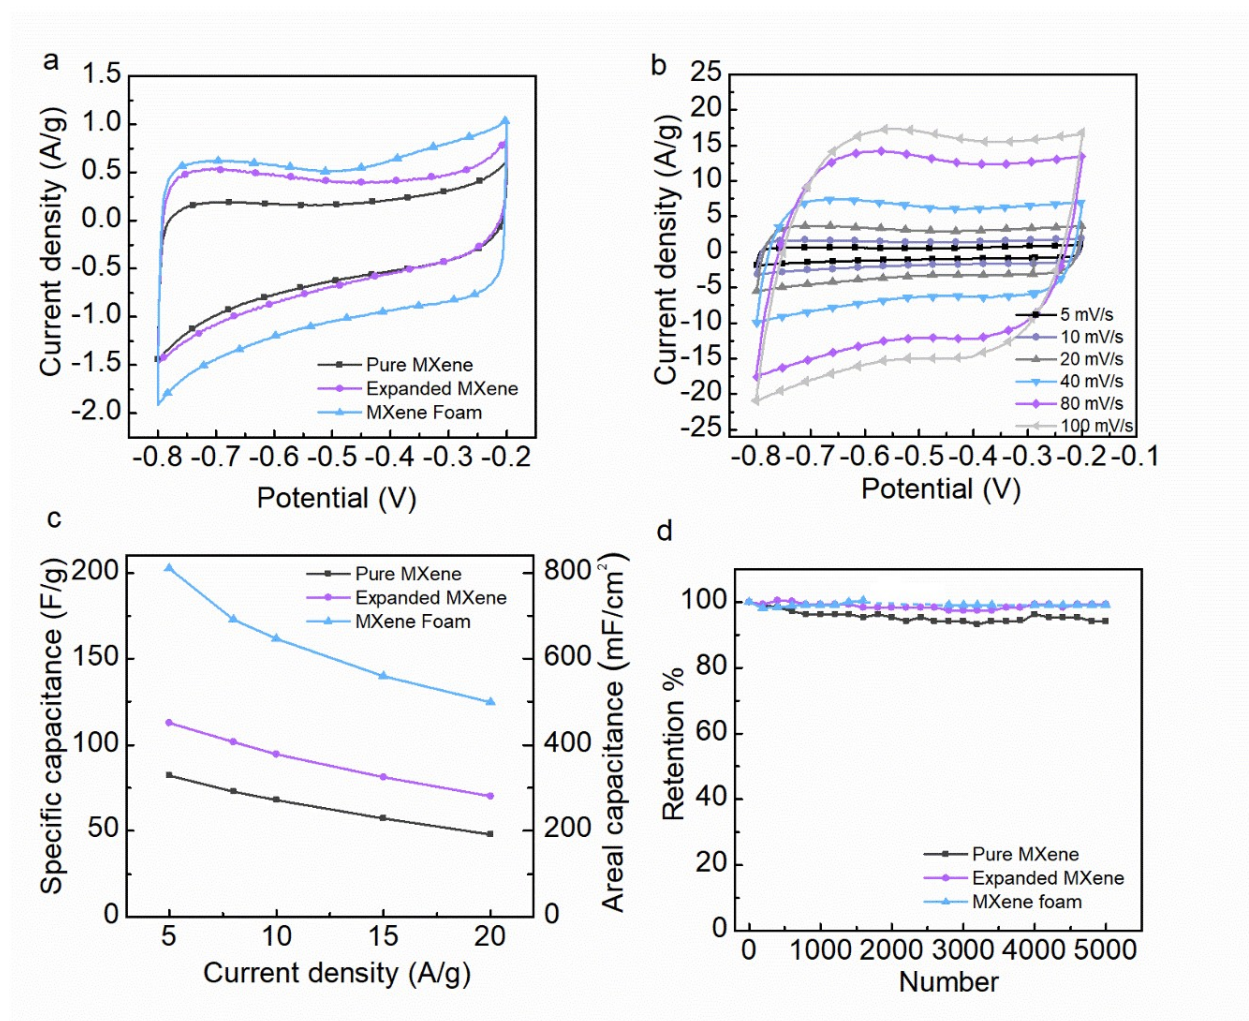 a
1.5
1.0
0.5
0.0
-0.5
-1.0
-1.5
-2.0
Current density (A/g)
Pure MXene
Expanded MXene
MXene Foam
-0.8 -0.7 -0.6 -0.5 -0.4 -0.3 -0.2
Potential (V)
b
25
20
15
10
5
0
-5
-10
-15
-20
-25
Current density (A/g)
5 mV/s
10 mV/s
20 mV/s
40 mV/s
80 mV/s
100 mV/s
-0.8 -0.7 -0.6 -0.5 -0.4 -0.3 -0.2 -0.1
Potential (V)
c
200
150
100
50
0
Specific capacitance (F/g)
Pure MXene
Expanded MXene
MXene Foam
800
600
400
200
0
Areal capacitance (mF/cm²)
5 10 15 20
Current density (A/g)
d
100
80
60
40
20
0
Retention %
Pure MXene
Expanded MXene
MXene foam
0 1000 2000 3000 4000 5000
Number